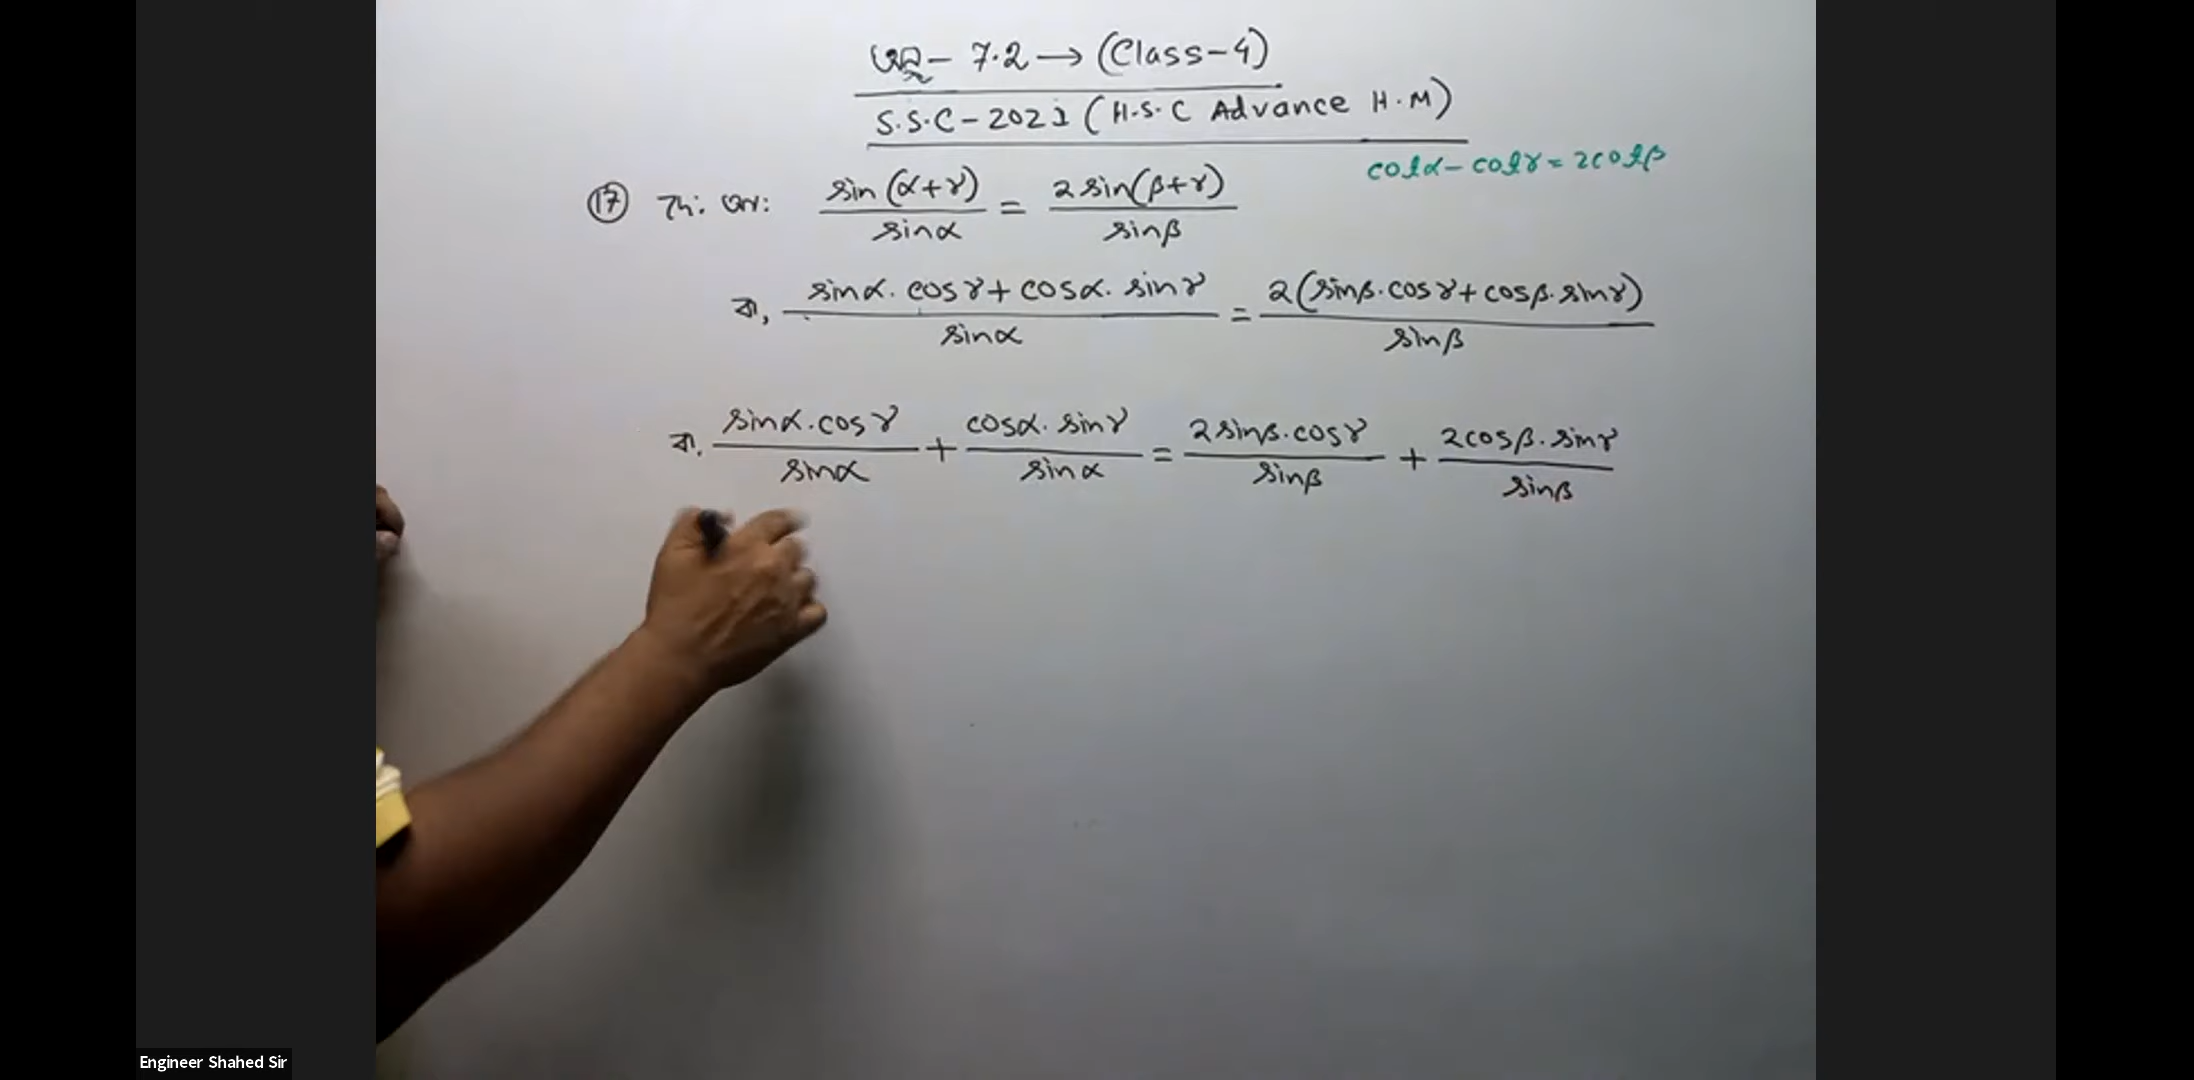 প্রশ্ন- 7.2 → (Class-4)
S.S.C-2021 (H.S.C Advance H.M)
cotα - cotγ = 2cotβ
⑰ দে: আছে: sin(α+γ)/sinα = 2sin(β+γ)/sinβ
বা, (sinα. cosγ + cosα. sinγ)/sinα = 2(sinβ.cosγ + cosβ.sinγ)/sinβ
বা, sinα.cosγ/sinα + cosα. sinγ/sinα = 2sinβ.cosγ/sinβ + 2cosβ.sinγ/sinβ
Engineer Shahed Sir